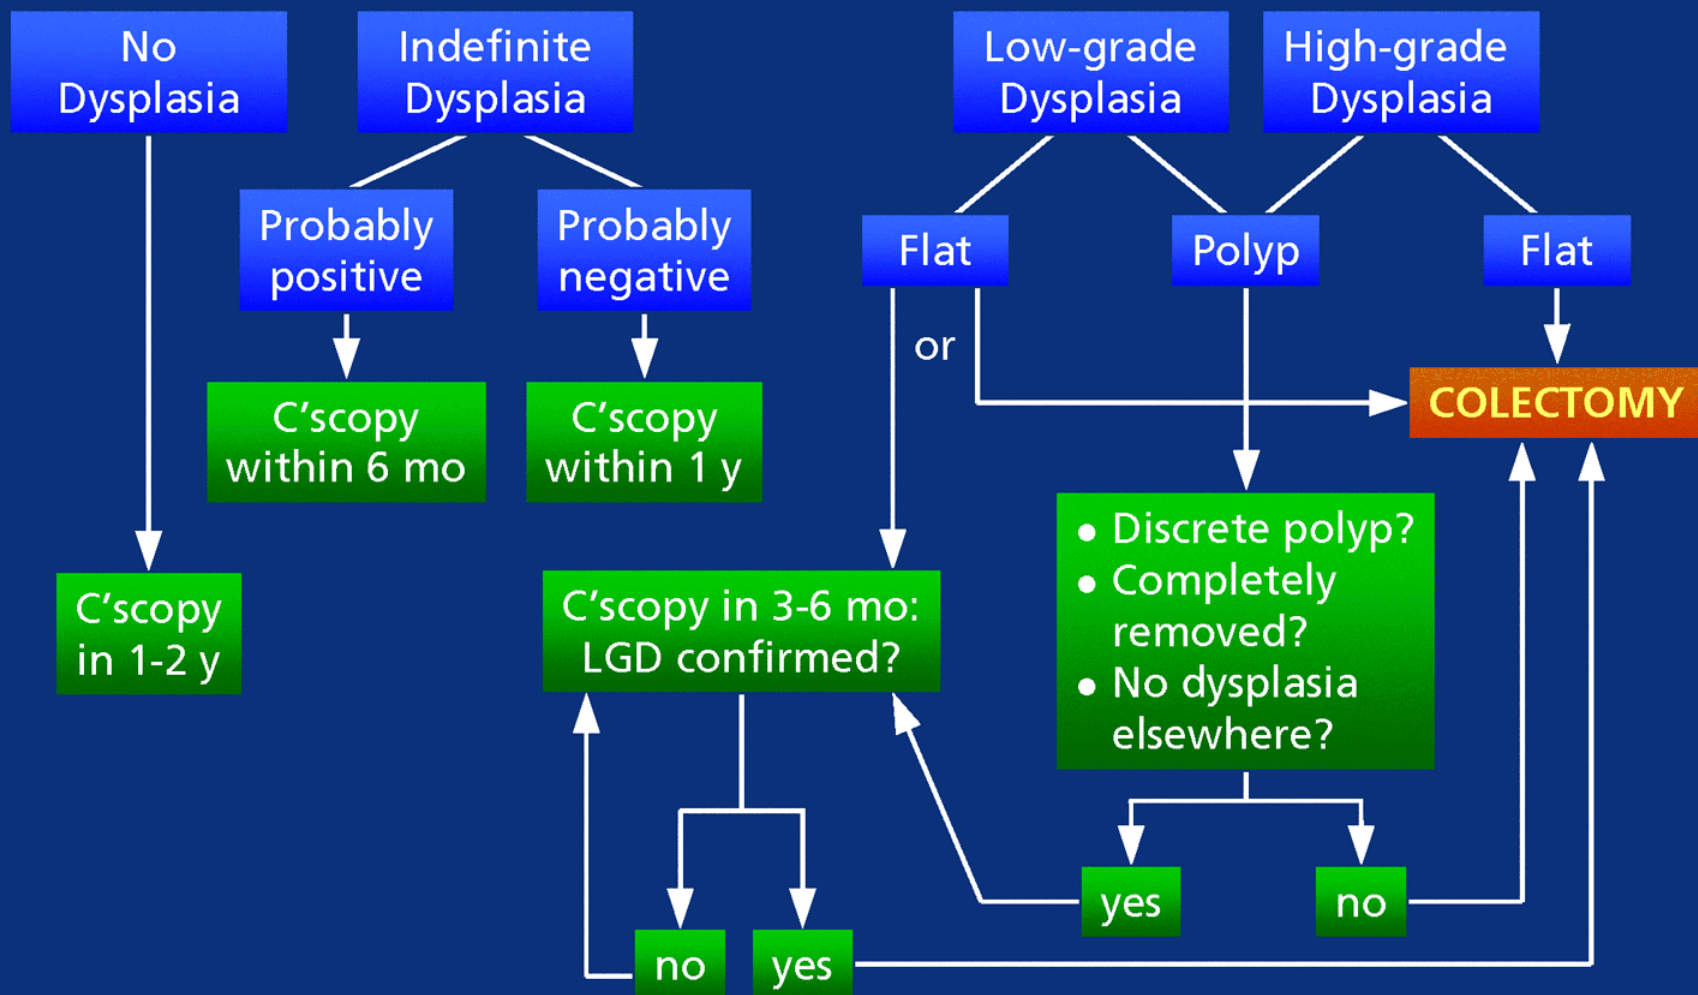 No
Dysplasia
Indefinite
Dysplasia
Low-grade
Dysplasia
High-grade
Dysplasia
Probably
positive
Probably
negative
Flat
Polyp
Flat
or
C’scopy
within 6 mo
C’scopy
within 1 y
COLECTOMY
C’scopy
in 1-2 y
C’scopy in 3-6 mo:
LGD confirmed?
● Discrete polyp?
● Completely
removed?
● No dysplasia
elsewhere?
yes
no
no
yes